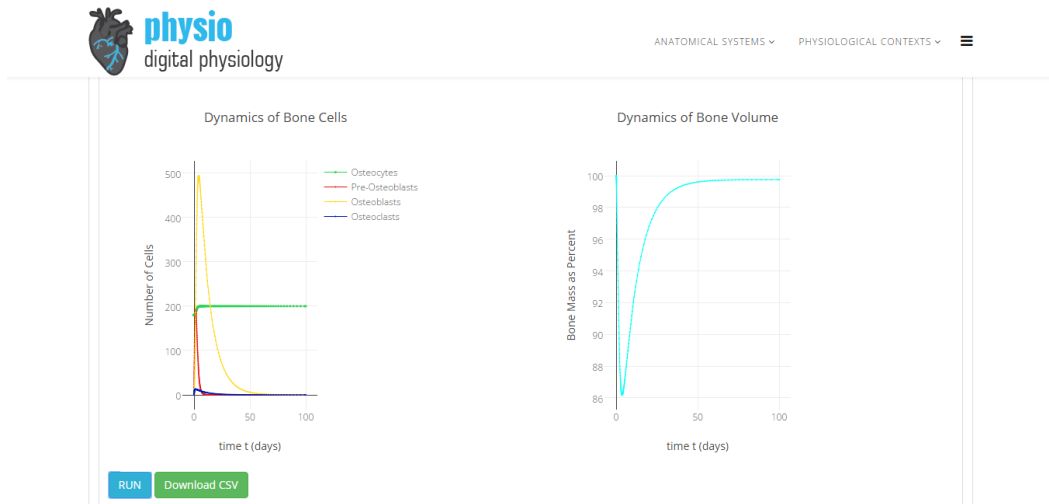 physio
digital physiology
ANATOMICAL SYSTEMS
PHYSIOLOGICAL CONTEXTS
Dynamics of Bone Cells
500
400
300
200
100
0
Number of Cells
0 50 100
time t (days)
Osteocytes
Pre-Osteoblasts
Osteoblasts
Osteoclasts
Dynamics of Bone Volume
100
98
96
94
92
90
88
86
Bone Mass as Percent
0 50 100
time t (days)
RUN
Download CSV